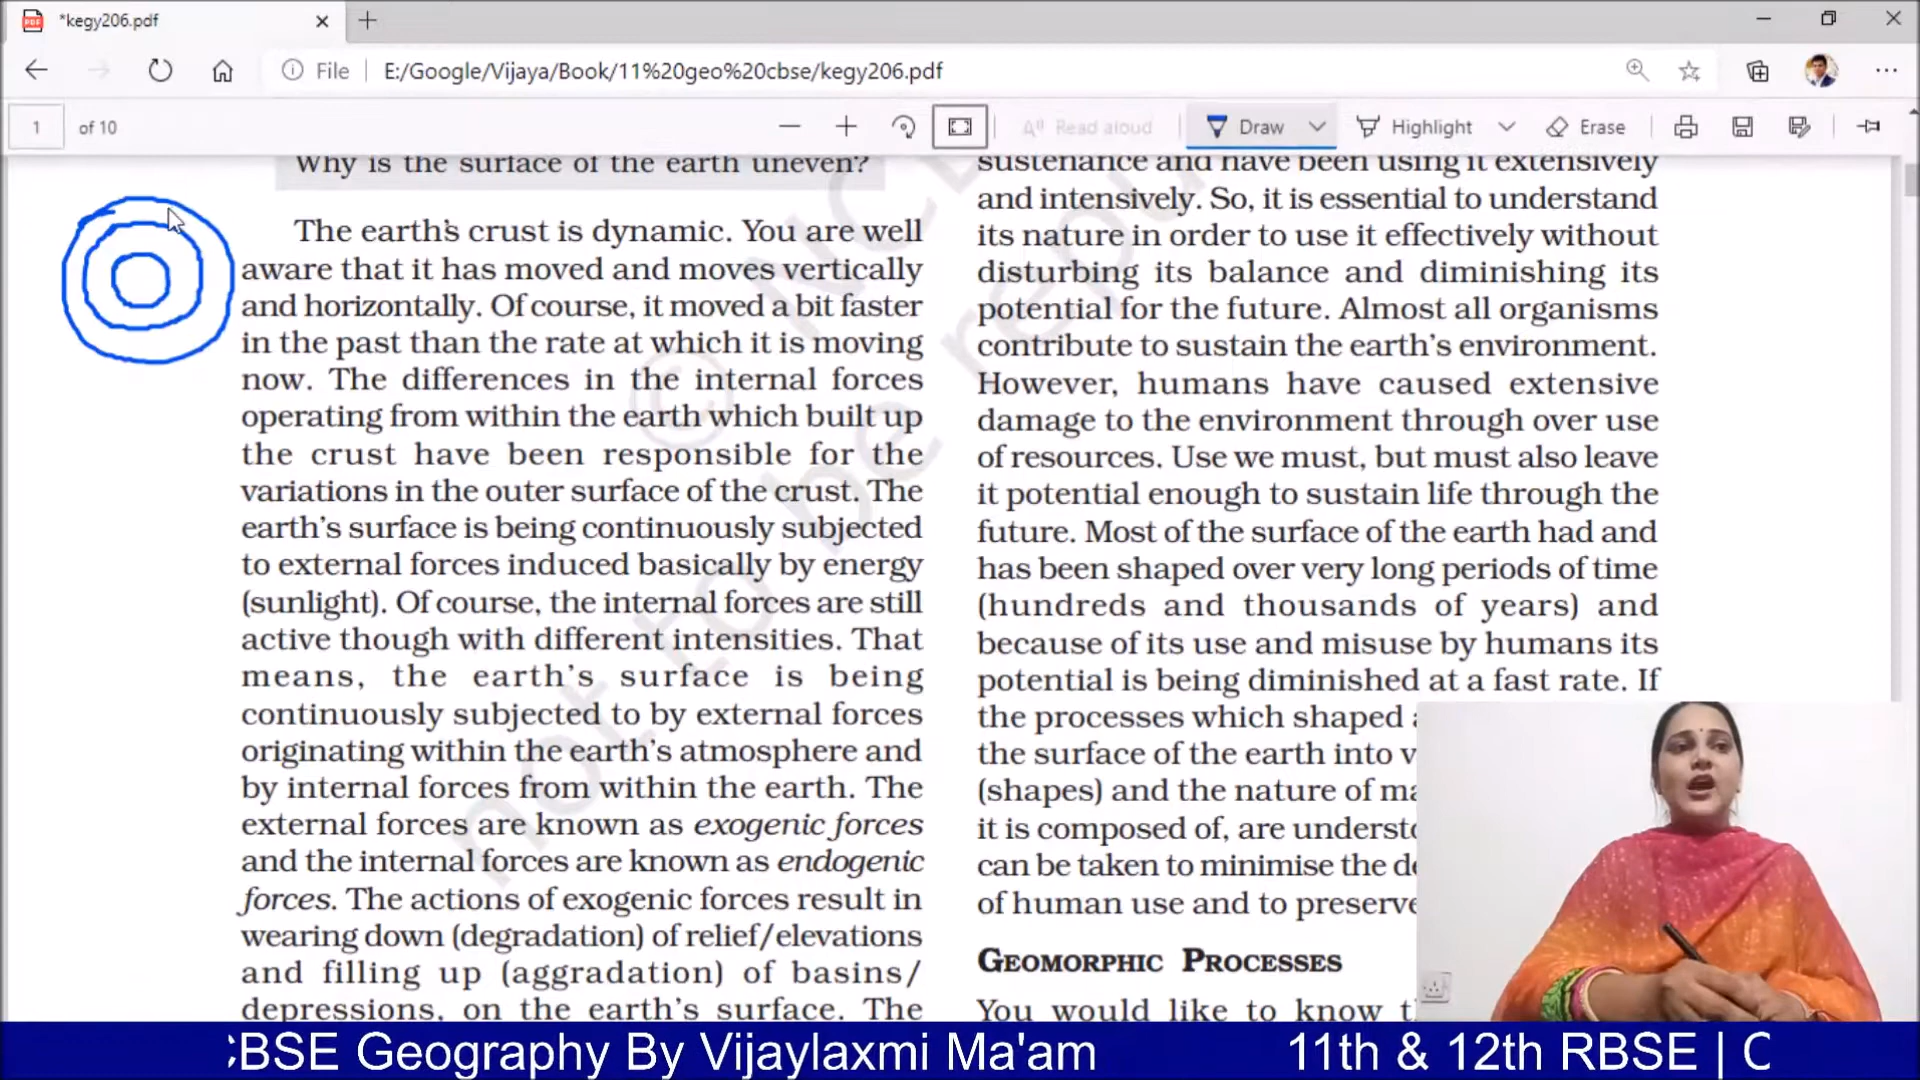 *kegy206.pdf
File
E:/Google/Vijaya/Book/11%20geo%20cbse/kegy206.pdf
1 of 10
Read aloud
Draw
Highlight
Erase
Why is the surface of the earth uneven?
The earth's crust is dynamic. You are well
aware that it has moved and moves vertically
and horizontally. Of course, it moved a bit faster
in the past than the rate at which it is moving
now. The differences in the internal forces
operating from within the earth which built up
the crust have been responsible for the
variations in the outer surface of the crust. The
earth's surface is being continuously subjected
to external forces induced basically by energy
(sunlight). Of course, the internal forces are still
active though with different intensities. That
means, the earth's surface is being
continuously subjected to by external forces
originating within the earth's atmosphere and
by internal forces from within the earth. The
external forces are known as exogenic forces
and the internal forces are known as endogenic
forces. The actions of exogenic forces result in
wearing down (degradation) of relief/elevations
and filling up (aggradation) of basins/
depressions, on the earth's surface. The
sustenance and have been using it extensively
and intensively. So, it is essential to understand
its nature in order to use it effectively without
disturbing its balance and diminishing its
potential for the future. Almost all organisms
contribute to sustain the earth's environment.
However, humans have caused extensive
damage to the environment through over use
of resources. Use we must, but must also leave
it potential enough to sustain life through the
future. Most of the surface of the earth had and
has been shaped over very long periods of time
(hundreds and thousands of years) and
because of its use and misuse by humans its
potential is being diminished at a fast rate. If
the processes which shaped
the surface of the earth into
(shapes) and the nature of
it is composed of, are
can be taken to minimise the
of human use and to preserve
GEOMORPHIC PROCESSES
You would like to know
not to be
CBSE Geography By Vijaylaxmi Ma'am
11th & 12th RBSE | C